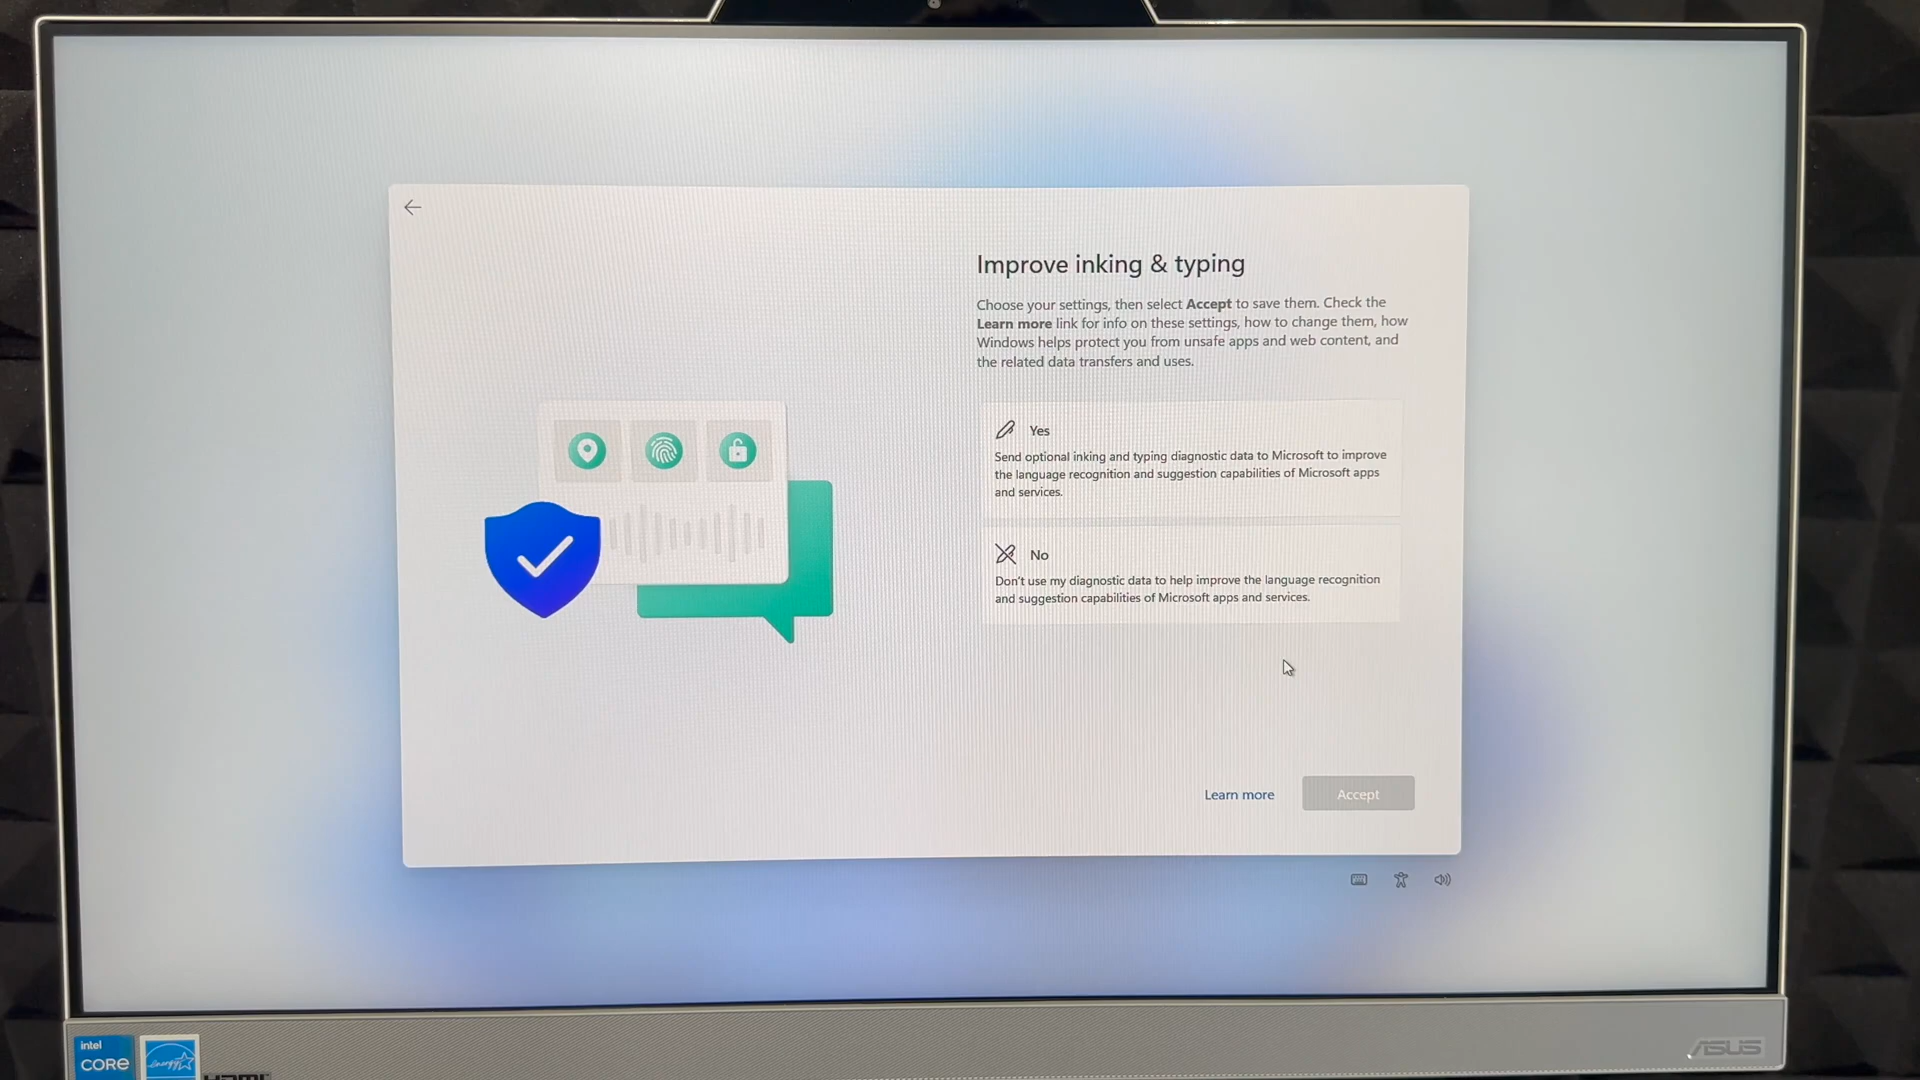 Improve inking & typing
Choose your settings, then select Accept to save them. Check the
Learn more link for info on these settings, how to change them, how
Windows helps protect you from unsafe apps and web content, and
the related data transfers and uses.
Yes
Send optional inking and typing diagnostic data to Microsoft to improve
the language recognition and suggestion capabilities of Microsoft apps
and services.
No
Don't use my diagnostic data to help improve the language recognition
and suggestion capabilities of Microsoft apps and services.
Learn more
Accept
intel
CORE
energy
HDMI
ASUS